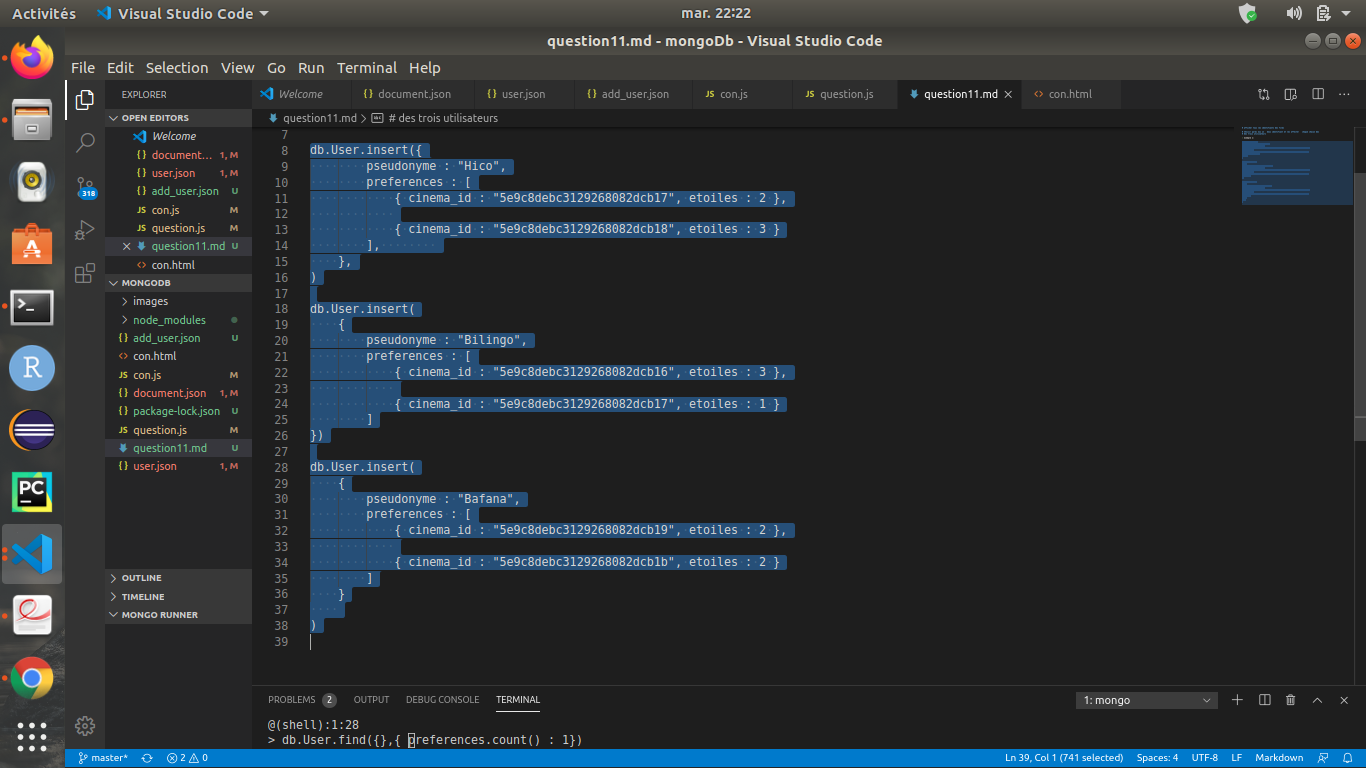 Activités
Visual Studio Code
mar. 22:22
question11.md - mongoDb - Visual Studio Code
File Edit Selection View Go Run Terminal Help
EXPLORER
Welcome
document.json
user.json
add_user.json
con.js
question.js
question11.md
con.html
question11.md > # des trois utilisateurs
OPEN EDITORS
Welcome
document... 1, M
user.json 1, M
add_user.json U
con.js M
question.js M
question11.md U
con.html
MONGODB
images
node_modules
add_user.json U
con.html
con.js M
document.json 1, M
package-lock.json U
question.js M
question11.md U
user.json 1, M
OUTLINE
TIMELINE
MONGO RUNNER
318
7
8 db.User.insert({
9 pseudonyme : "Hico",
10 preferences : [
11 { cinema_id : "5e9c8debc3129268082dcb17", etoiles : 2 },
12
13 { cinema_id : "5e9c8debc3129268082dcb18", etoiles : 3 }
14 ],
15 },
16 )
17
18 db.User.insert(
19 {
20 pseudonyme : "Bilingo",
21 preferences : [
22 { cinema_id : "5e9c8debc3129268082dcb16", etoiles : 3 },
23
24 { cinema_id : "5e9c8debc3129268082dcb17", etoiles : 1 }
25 ]
26 })
27
28 db.User.insert(
29 {
30 pseudonyme : "Bafana",
31 preferences : [
32 { cinema_id : "5e9c8debc3129268082dcb19", etoiles : 2 },
33
34 { cinema_id : "5e9c8debc3129268082dcb1b", etoiles : 2 }
35 ]
36 }
37
38 )
39
PROBLEMS 2 OUTPUT DEBUG CONSOLE TERMINAL
1: mongo
@(shell):1:28
> db.User.find({},{ preferences.count() : 1})
master* 2 0
Ln 39, Col 1 (741 selected) Spaces: 4 UTF-8 LF Markdown